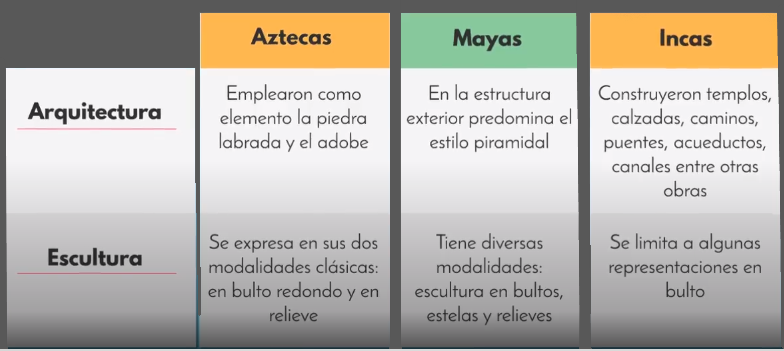 Aztecas
Mayas
Incas
Arquitectura
Emplearon como
elemento la piedra
labrada y el adobe
En la estructura
exterior predomina el
estilo piramidal
Construyeron templos,
calzadas, caminos,
puentes, acueductos,
canales entre otras
obras
Escultura
Se expresa en sus dos
modalidades clásicas:
en bulto redondo y en
relieve
Tiene diversas
modalidades:
escultura en bultos,
estelas y relieves
Se limita a algunas
representaciones en
bulto